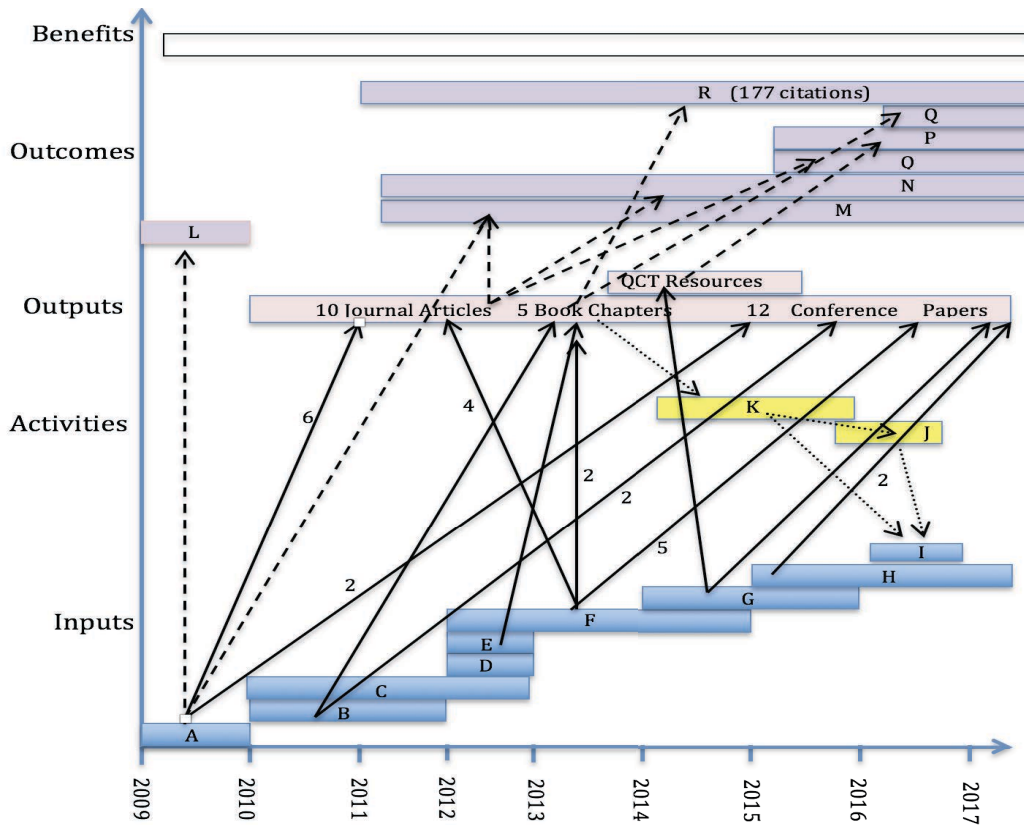 Benefits
R (177 citations)
Q
Outcomes
P
Q
N
M
L
QCT Resources
Outputs
10 Journal Articles 5 Book Chapters 12 Conference Papers
6
4
Activities
K
J
2
2
2
5
2
I
H
G
Inputs
F
E
D
C
B
A
2009
2010
2011
2012
2013
2014
2015
2016
2017